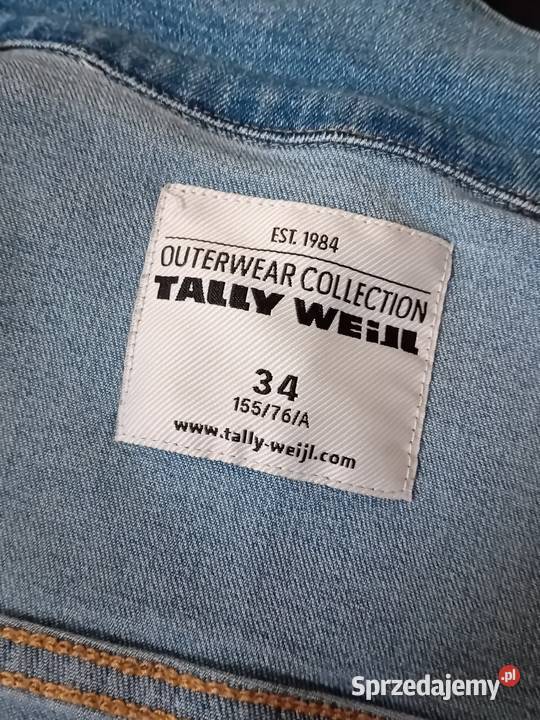 EST. 1984
OUTERWEAR COLLECTION
TALLY WEiJL
34
155/76/A
www.tally-weijl.com
Sprzedajemy.pl